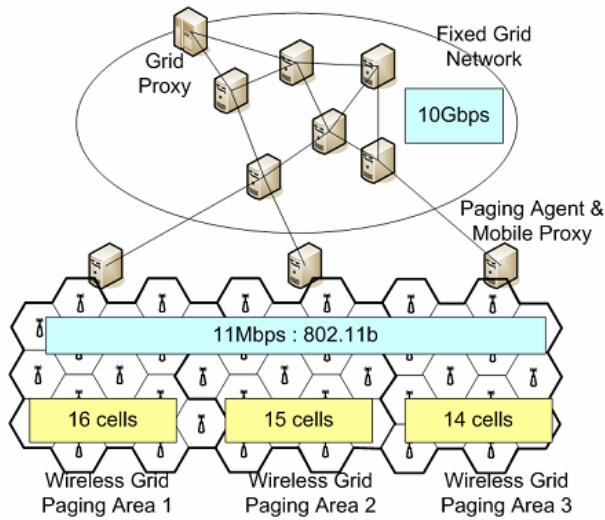 Grid
Proxy
Fixed Grid
Network
10Gbps
Paging Agent &
Mobile Proxy
11Mbps : 802.11b
16 cells
15 cells
14 cells
Wireless Grid
Paging Area 1
Wireless Grid
Paging Area 2
Wireless Grid
Paging Area 3